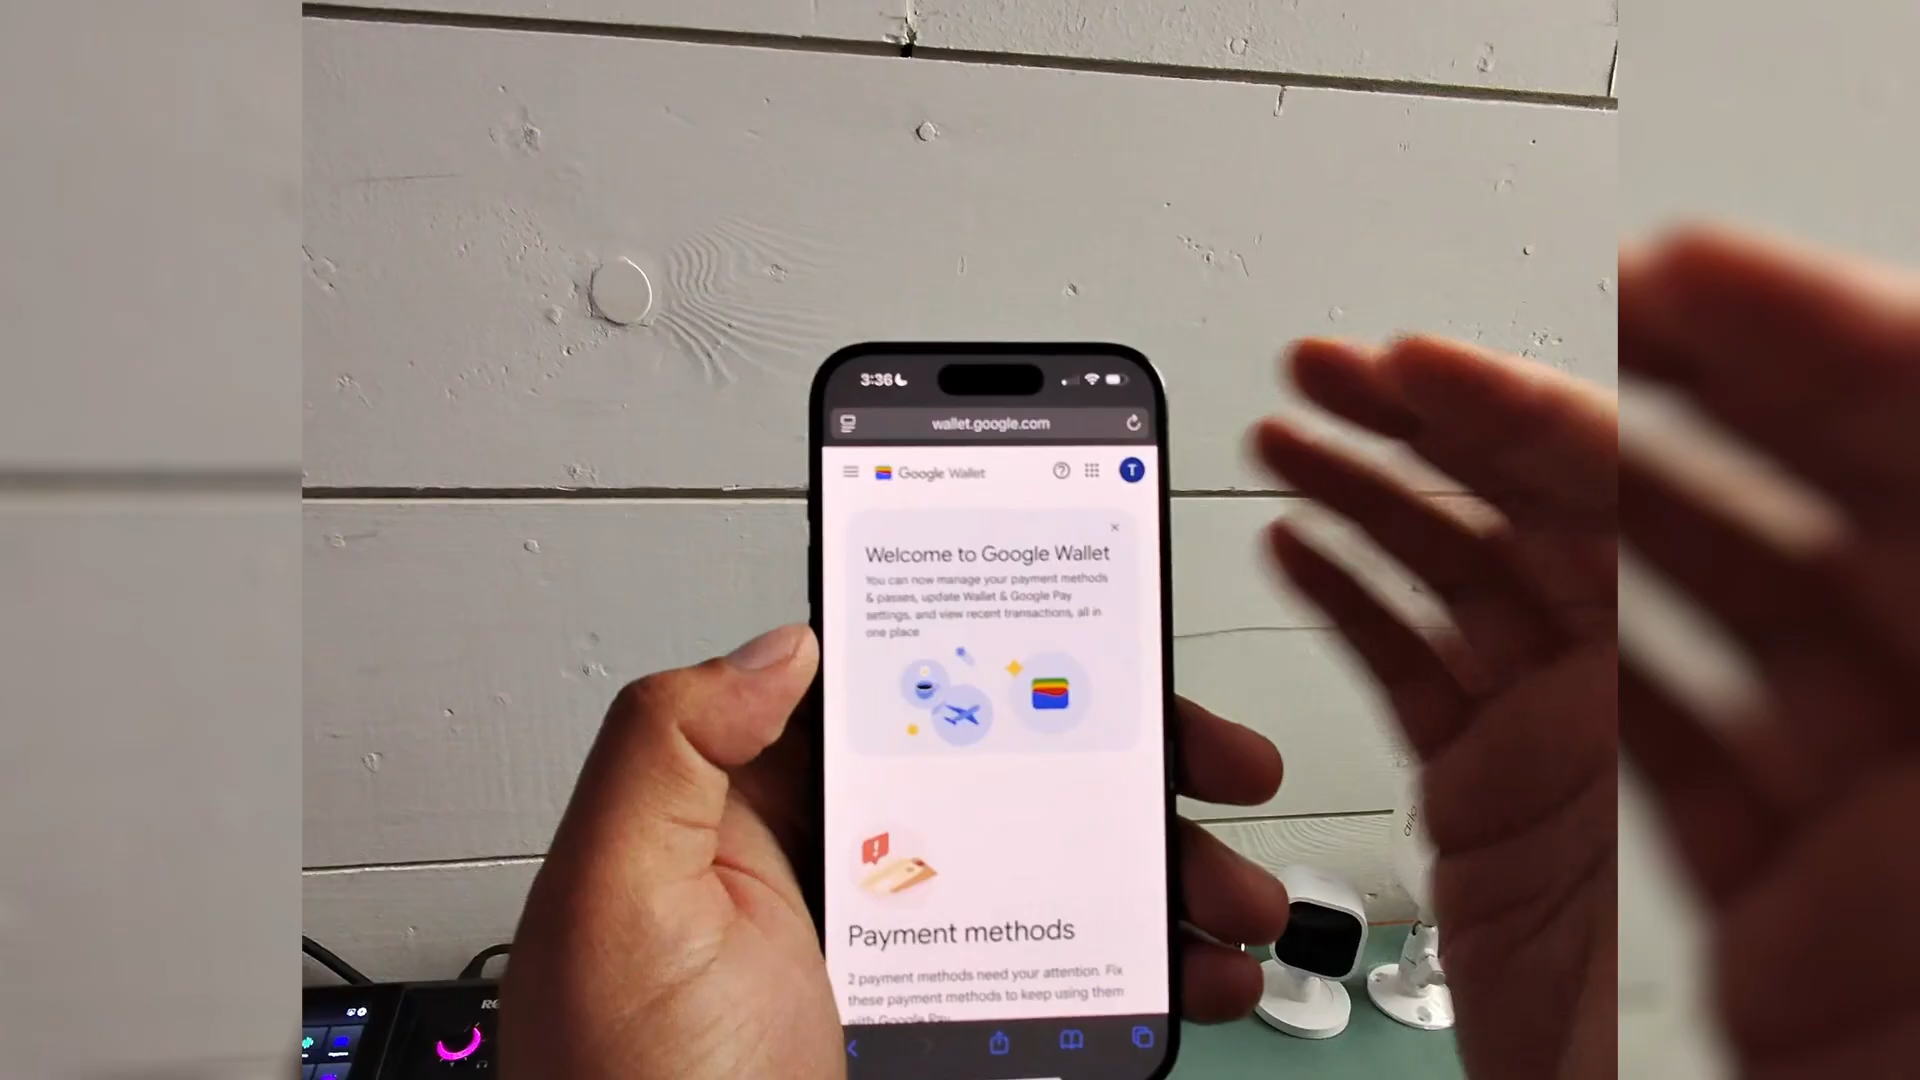 3:36
wallet.google.com
Google Wallet
T
Welcome to Google Wallet
You can now manage your payment methods
& passes, update Wallet & Google Pay
settings, and view recent transactions, all in
one place
Payment methods
2 payment methods need your attention. Fix
these payment methods to keep using them
with Google Pay
arlo